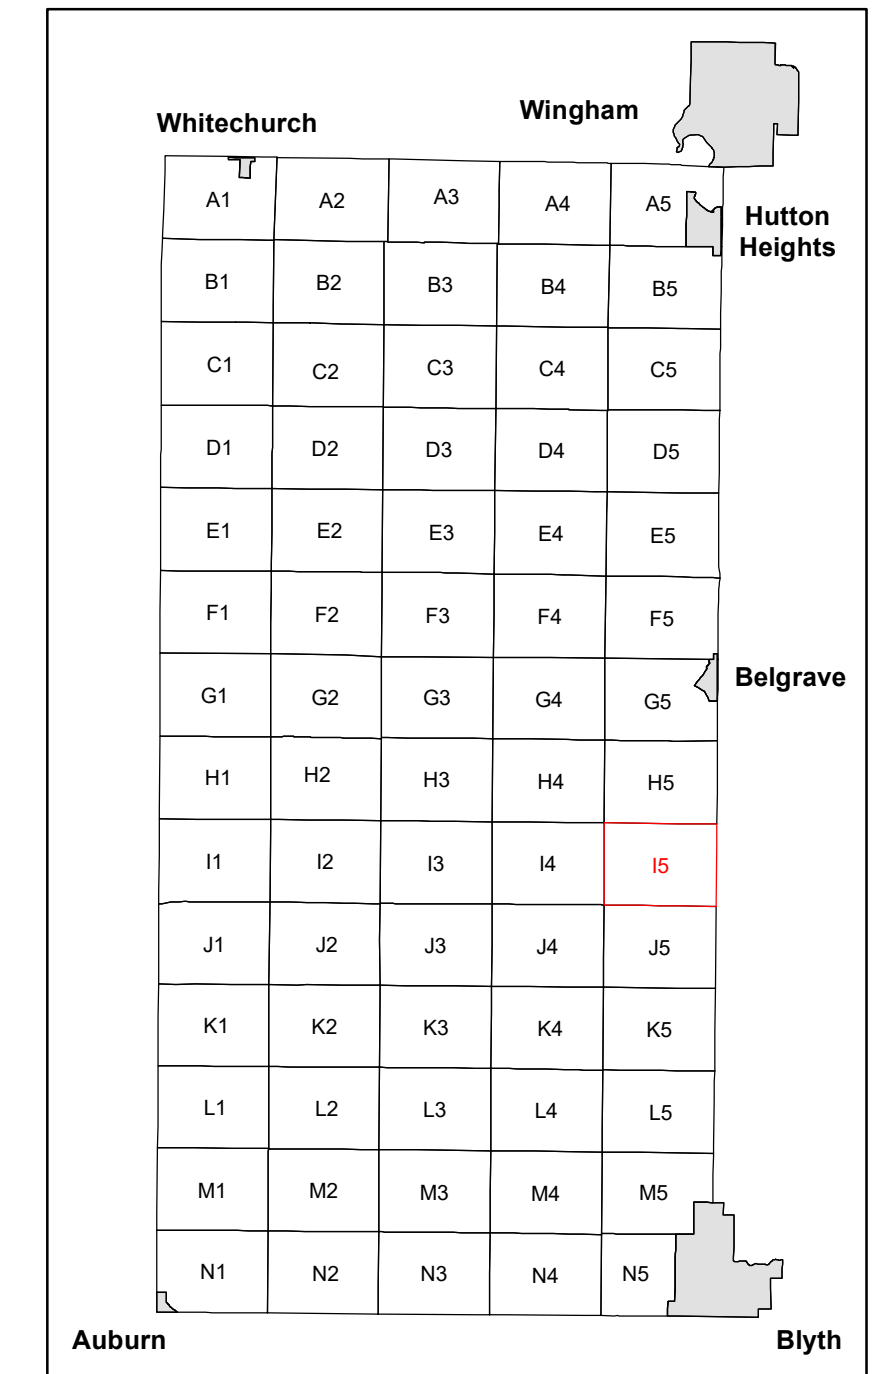 Wingham
Whitechurch
A1 A2 A3 A4 A5
Hutton
Heights
B1 B2 B3 B4 B5
C1 C2 C3 C4 C5
D1 D2 D3 D4 D5
E1 E2 E3 E4 E5
F1 F2 F3 F4 F5
Belgrave
G1 G2 G3 G4 G5
H1 H2 H3 H4 H5
I1 I2 I3 I4 I5
J1 J2 J3 J4 J5
K1 K2 K3 K4 K5
L1 L2 L3 L4 L5
M1 M2 M3 M4 M5
N1 N2 N3 N4 N5
Auburn
Blyth